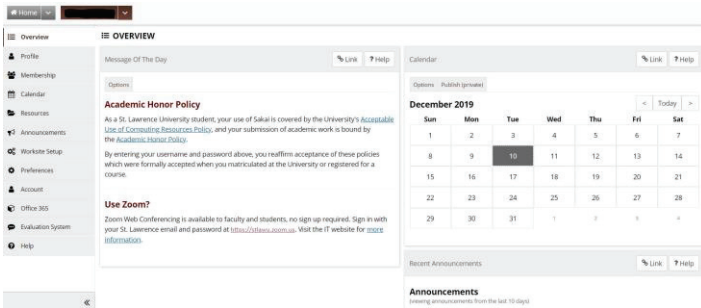 Home
Overview
Profile
Membership
Calendar
Resources
Announcements
Worksite Setup
Preferences
Account
Office 365
Evaluation System
Help
OVERVIEW
Message Of The Day
Link ? Help
Options
Academic Honor Policy
As a St. Lawrence University student, your use of Sakai is covered by the University's Acceptable
Use of Computing Resources Policy, and your submission of academic work is bound by
the Academic Honor Policy.
By entering your username and password above, you reaffirm acceptance of these policies
which were formally accepted when you matriculated at the University or registered for a
course.
Use Zoom?
Zoom Web Conferencing is available to faculty and students, no sign up required. Sign in with
your St. Lawrence email and password at https://stlawu.zoom.us. Visit the IT website for more
information.
Calendar
Link ? Help
Options Publish (private)
December 2019
< Today >
Sun Mon Tue Wed Thu Fri Sat
1 2 3 4 5 6 7
8 9 10 11 12 13 14
15 16 17 18 19 20 21
22 23 24 25 26 27 28
29 30 31 1 2 3 4
Recent Announcements
Link ? Help
Announcements
(viewing announcements from the last 10 days)